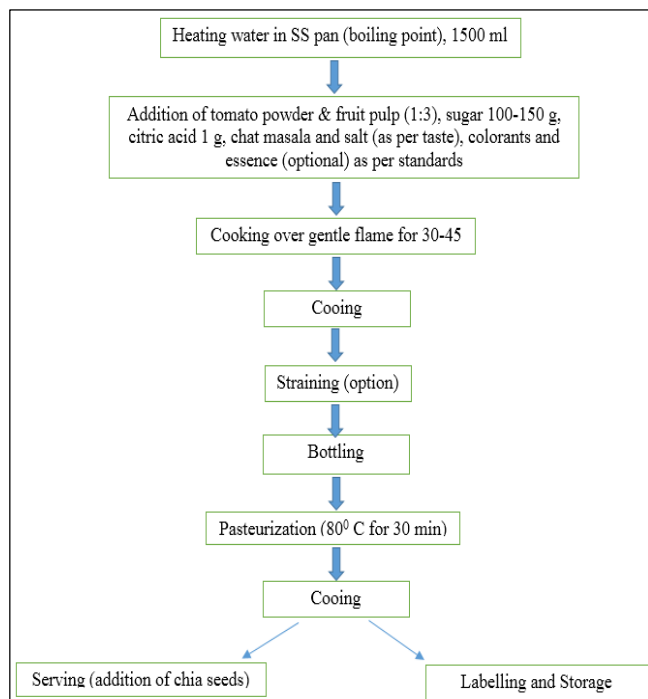 Heating water in SS pan (boiling point), 1500 ml
Addition of tomato powder & fruit pulp (1:3), sugar 100-150 g,
citric acid 1 g, chat masala and salt (as per taste), colorants and
essence (optional) as per standards
Cooking over gentle flame for 30-45
Cooing
Straining (option)
Bottling
Pasteurization (80⁰ C for 30 min)
Cooing
Serving (addition of chia seeds)
Labelling and Storage